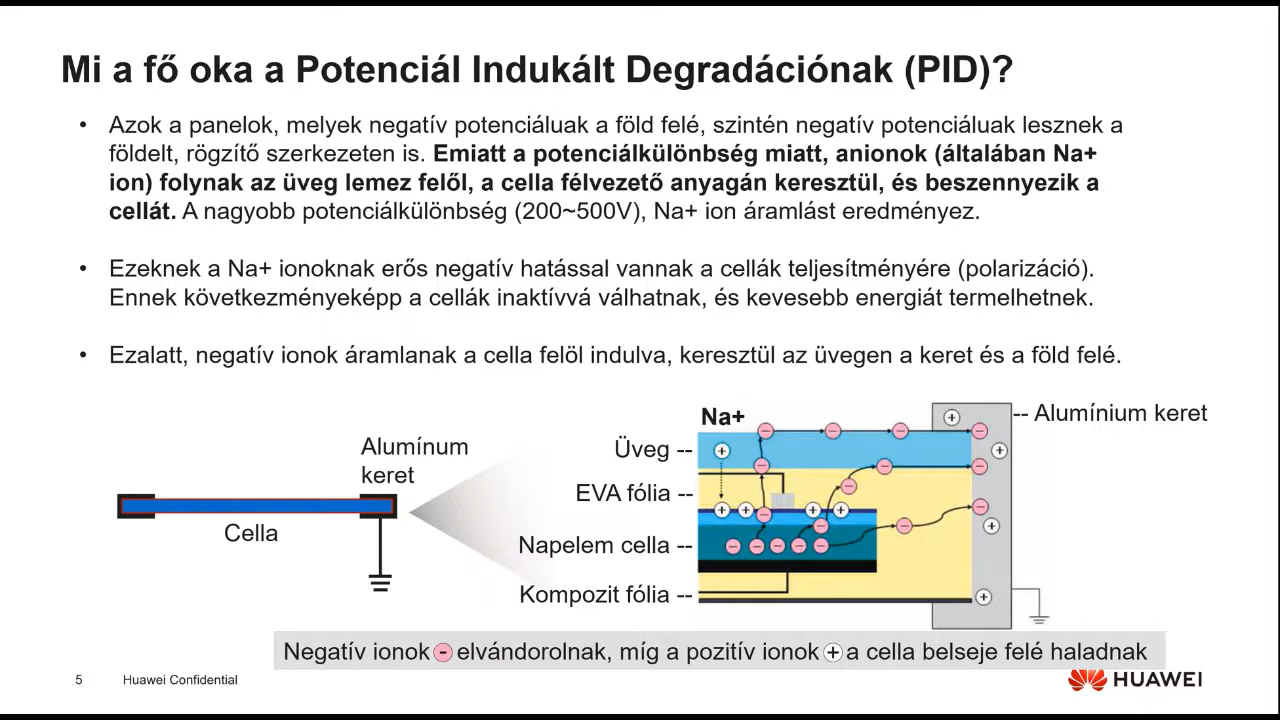 Mi a fő oka a Potenciál Indukált Degradációnak (PID)?
• Azok a panelok, melyek negatív potenciáluak a föld felé, szintén negatív potenciáluak lesznek a
földelt, rögzítő szerkezeten is. Emiatt a potenciálkülönbség miatt, anionok (általában Na+
ion) folynak az üveg lemez felől, a cella félvezető anyagán keresztül, és beszennyezik a
cellát. A nagyobb potenciálkülönbség (200~500V), Na+ ion áramlást eredményez.
• Ezeknek a Na+ ionoknak erős negatív hatással vannak a cellák teljesítményére (polarizáció).
Ennek következményeképp a cellák inaktívvá válhatnak, és kevesebb energiát termelhetnek.
• Ezalatt, negatív ionok áramlanak a cella felöl indulva, keresztül az üvegen a keret és a föld felé.
Alumínum
keret
Cella
Na+
Üveg --
EVA fólia --
Napelem cella --
Kompozit fólia --
-- Alumínium keret
Negatív ionok - elvándorolnak, míg a pozitív ionok + a cella belseje felé haladnak
5 Huawei Confidential
HUAWEI